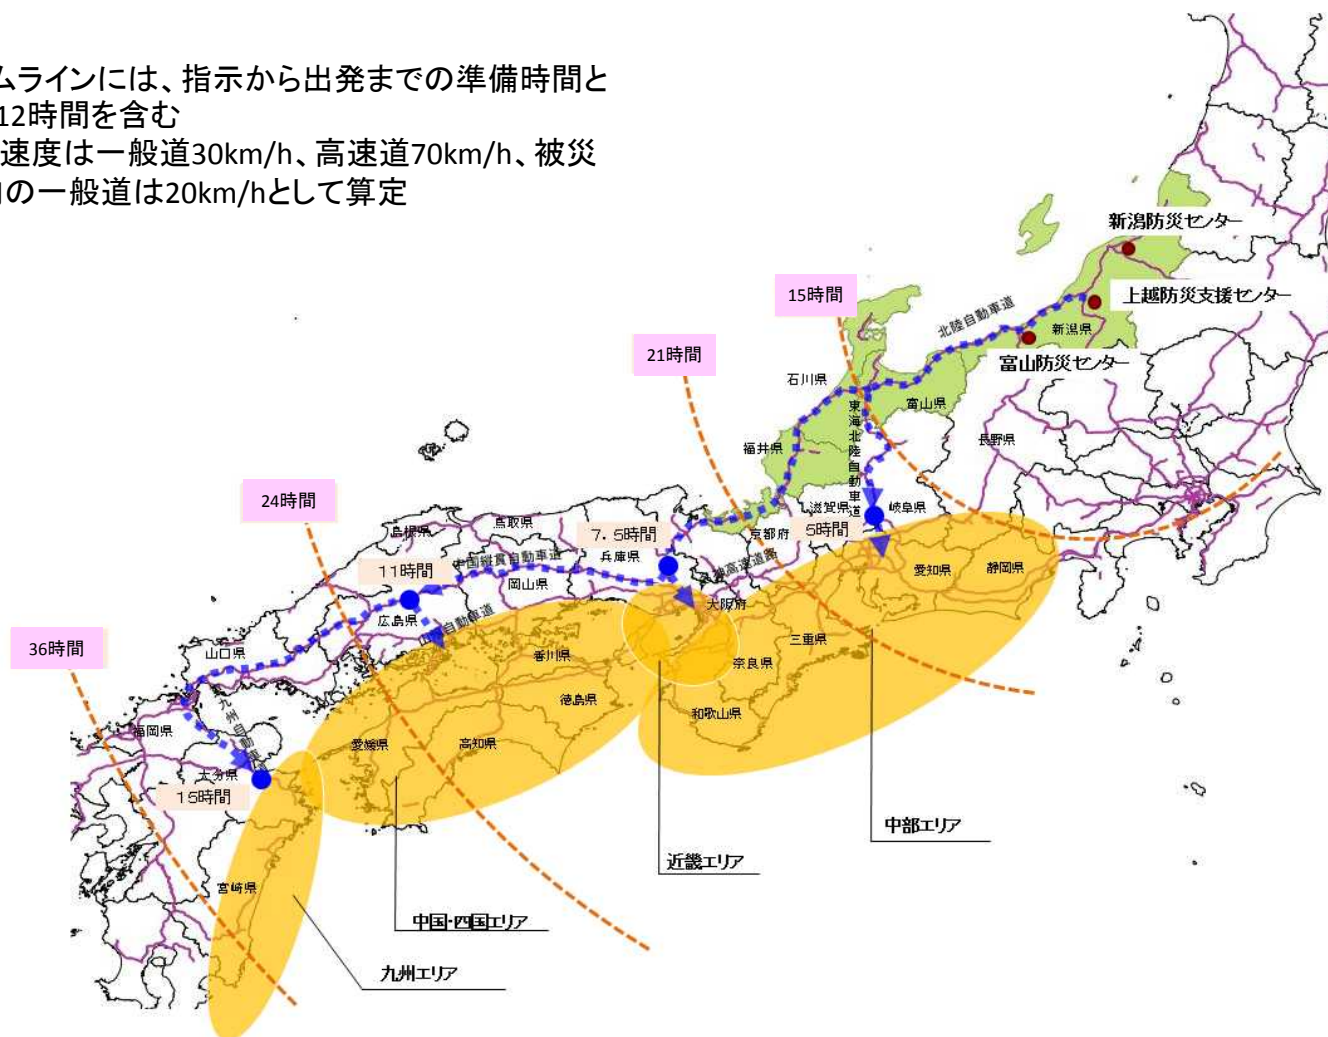 ムラインには、指示から出発までの準備時間と
12時間を含む
速度は一般道30km/h、高速道70km/h、被災
の一般道は20km/hとして算定
新潟防災センター
15時間
上越防災支援センター
北陸自動車道
新潟県
21時間
富山防災センター
石川県
富山県
東海北陸自動車道
長野県
福井県
24時間
滋賀県
岐阜県
鳥取県
島根県
7.5時間
京都府
5時間
兵庫県
中国縦貫自動車道
11時間
岡山県
愛知県
静岡県
大阪府
広島県
36時間
山口県
香川県
三重県
奈良県
徳島県
和歌山県
福岡県
愛媛県
高知県
大分県
15時間
中部エリア
近畿エリア
宮崎県
中国・四国エリア
九州エリア